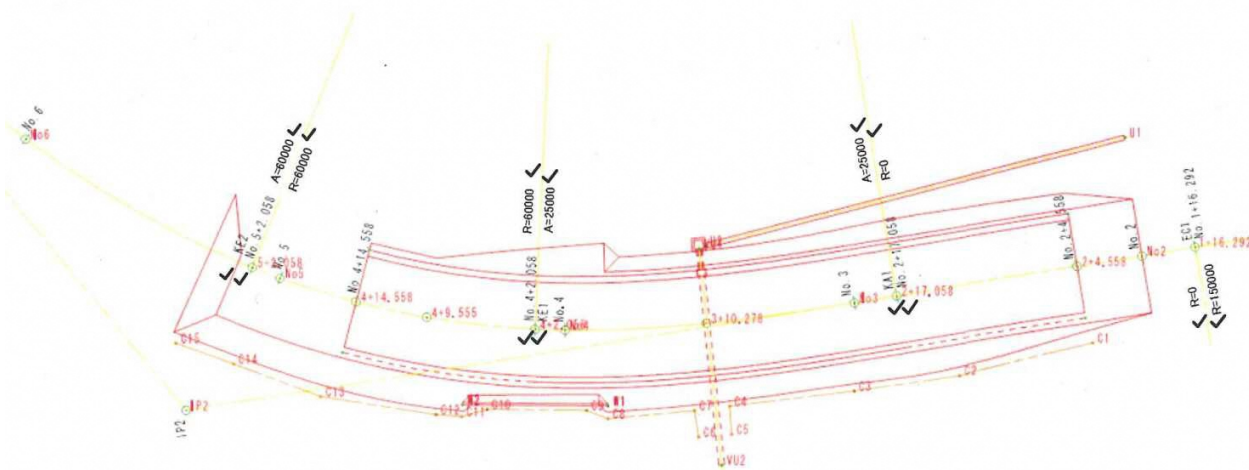 No.6
No6
A=60000
R=60000
KE2
No.5+2.058
5+2.058
No.5
No5
No.4+14.558
4+14.558
4+9.555
R=60000
A=25000
No.4+2.058
KE1
No.4
3+10.278
A=25000
R=0
U1
U2
No.3
No3
KA1
No.2+17.058
2+17.058
No.2+4.558
2+4.558
No.2
No2
EC1
No.1+16.292
1+16.292
R=0
R=150000
C15
C14
C13
C12
C11
C10
C9
C8
C7
C6
C5
C4
C3
C2
C1
W2
W1
IP2
IP2
VU2